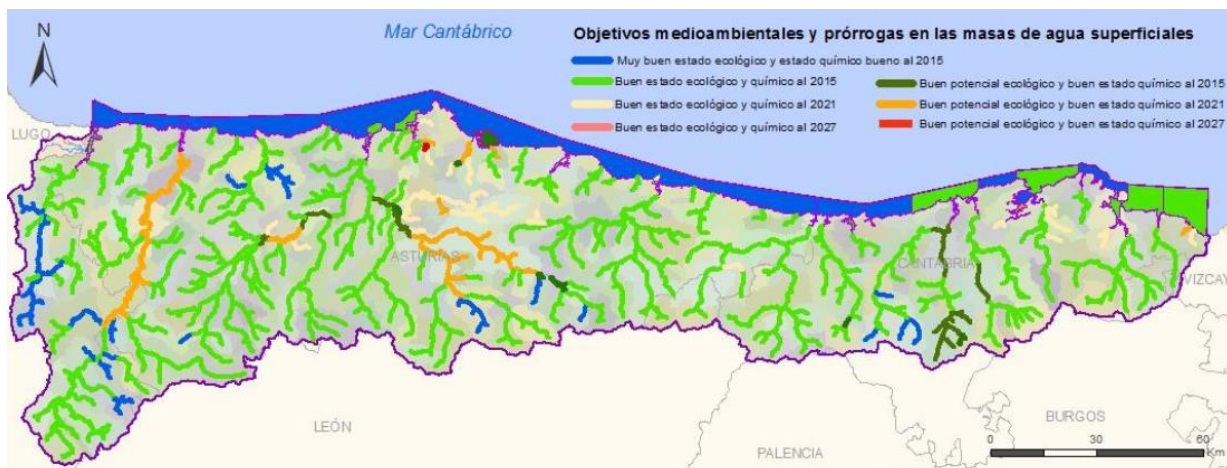 Mar Cantábrico
Objetivos medioambientales y prórrogas en las masas de agua superficiales
N
Muy buen estado ecológico y estado químico bueno al 2015
Buen estado ecológico y químico al 2015
Buen potencial ecológico y buen estado químico al 2015
Buen estado ecológico y químico al 2021
Buen potencial ecológico y buen estado químico al 2021
Buen estado ecológico y químico al 2027
Buen potencial ecológico y buen estado químico al 2027
LUGO
ASTURIAS
CANTABRIA
VIZCAY
LEÓN
PALENCIA
BURGOS
0 30 60
Km